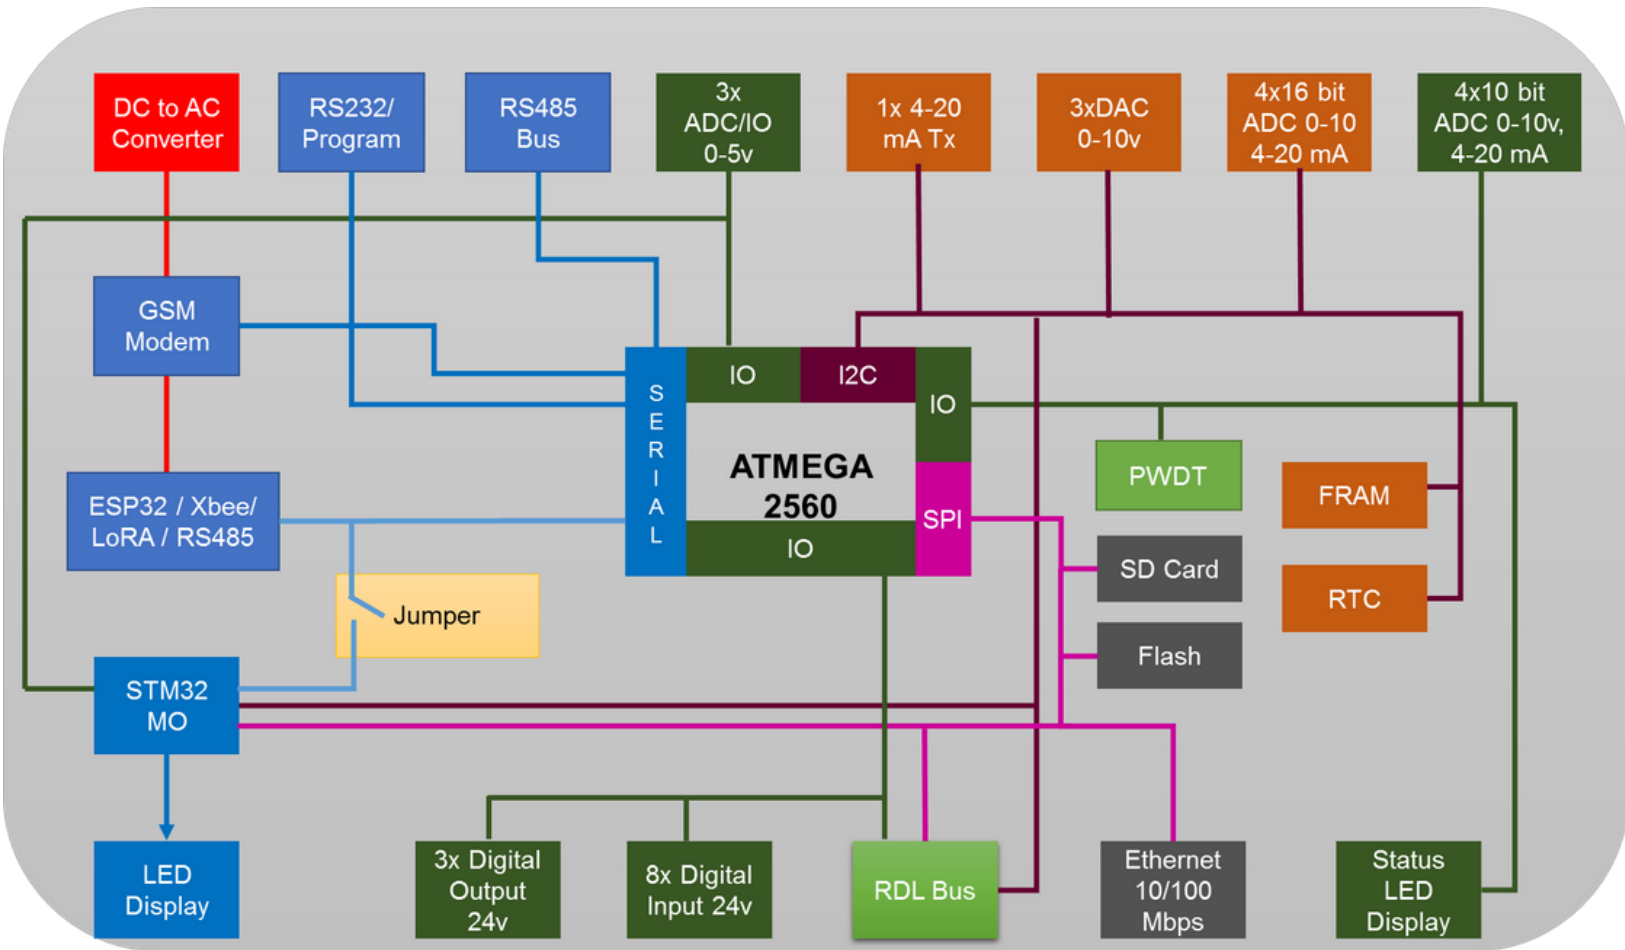 DC to AC
Converter
RS232/
Program
RS485
Bus
3x
ADC/IO
0-5v
1x 4-20
mA Tx
3xDAC
0-10v
4x16 bit
ADC 0-10
4-20 mA
4x10 bit
ADC 0-10v,
4-20 mA
GSM
Modem
SERIAL
IO
I2C
IO
ATMEGA
2560
SPI
IO
PWDT
FRAM
ESP32 / Xbee/
LoRA / RS485
SD Card
RTC
Jumper
Flash
STM32
MO
LED
Display
3x Digital
Output
24v
8x Digital
Input 24v
RDL Bus
Ethernet
10/100
Mbps
Status
LED
Display